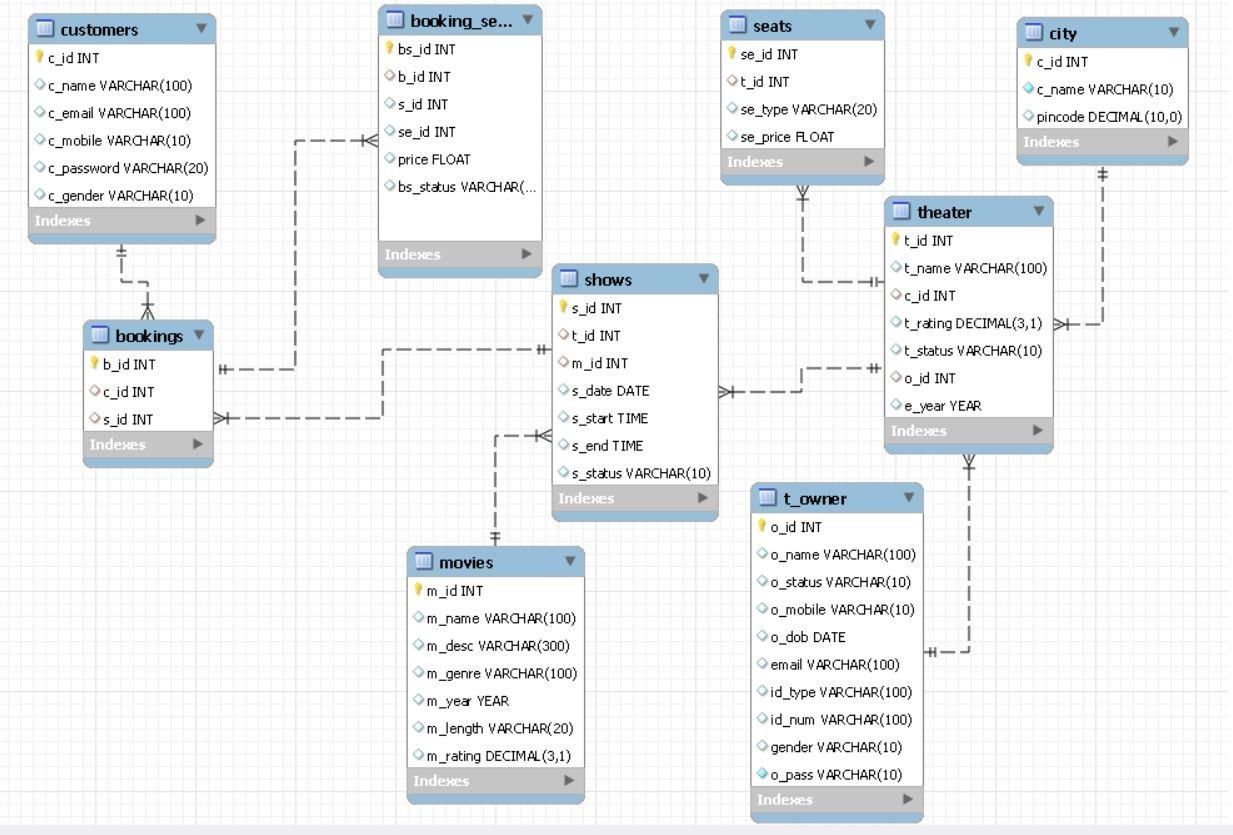 customers
c_id INT
c_name VARCHAR(100)
c_email VARCHAR(100)
c_mobile VARCHAR(10)
c_password VARCHAR(20)
c_gender VARCHAR(10)
Indexes
booking_se...
bs_id INT
b_id INT
s_id INT
se_id INT
price FLOAT
bs_status VARCHAR(...
Indexes
seats
se_id INT
t_id INT
se_type VARCHAR(20)
se_price FLOAT
Indexes
city
c_id INT
c_name VARCHAR(10)
pincode DECIMAL(10,0)
Indexes
theater
t_id INT
t_name VARCHAR(100)
c_id INT
t_rating DECIMAL(3,1)
t_status VARCHAR(10)
o_id INT
e_year YEAR
Indexes
shows
s_id INT
t_id INT
m_id INT
s_date DATE
s_start TIME
s_end TIME
s_status VARCHAR(10)
Indexes
bookings
b_id INT
c_id INT
s_id INT
Indexes
movies
m_id INT
m_name VARCHAR(100)
m_desc VARCHAR(300)
m_genre VARCHAR(100)
m_year YEAR
m_length VARCHAR(20)
m_rating DECIMAL(3,1)
Indexes
t_owner
o_id INT
o_name VARCHAR(100)
o_status VARCHAR(10)
o_mobile VARCHAR(10)
o_dob DATE
email VARCHAR(100)
id_type VARCHAR(100)
id_num VARCHAR(100)
gender VARCHAR(10)
o_pass VARCHAR(10)
Indexes